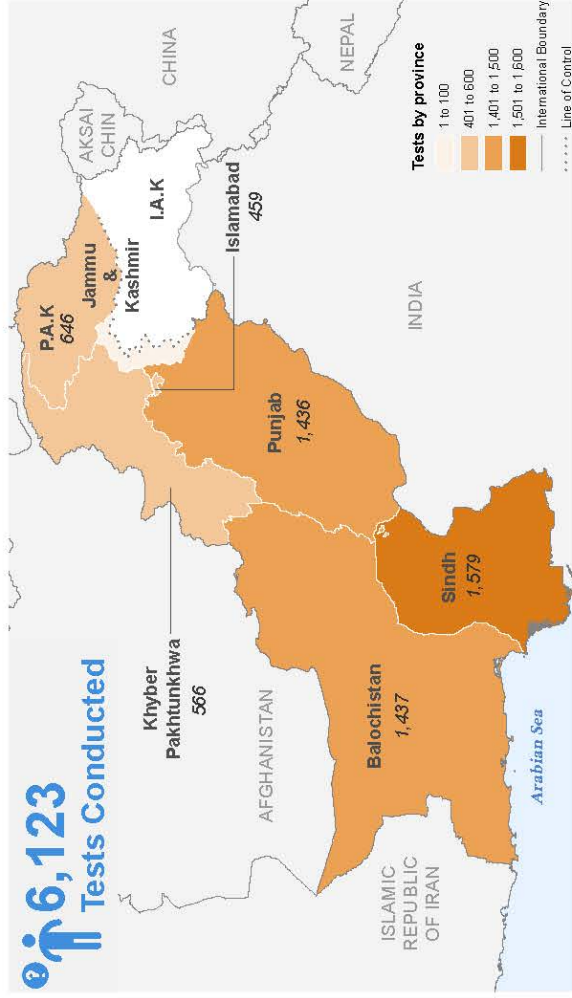 ?
6,123
Tests Conducted
CHINA
AKSAI
CHIN
NEPAL
P.A.K
646
Jammu
&
Kashmir
I.A.K
Islamabad
459
Khyber
Pakhtunkhwa
566
AFGHANISTAN
Punjab
1,436
INDIA
Balochistan
1,437
Sindh
1,579
ISLAMIC
REPUBLIC
OF IRAN
Arabian Sea
Tests by province
1 to 100
401 to 600
1,401 to 1,500
1,501 to 1,600
International Boundary
Line of Control